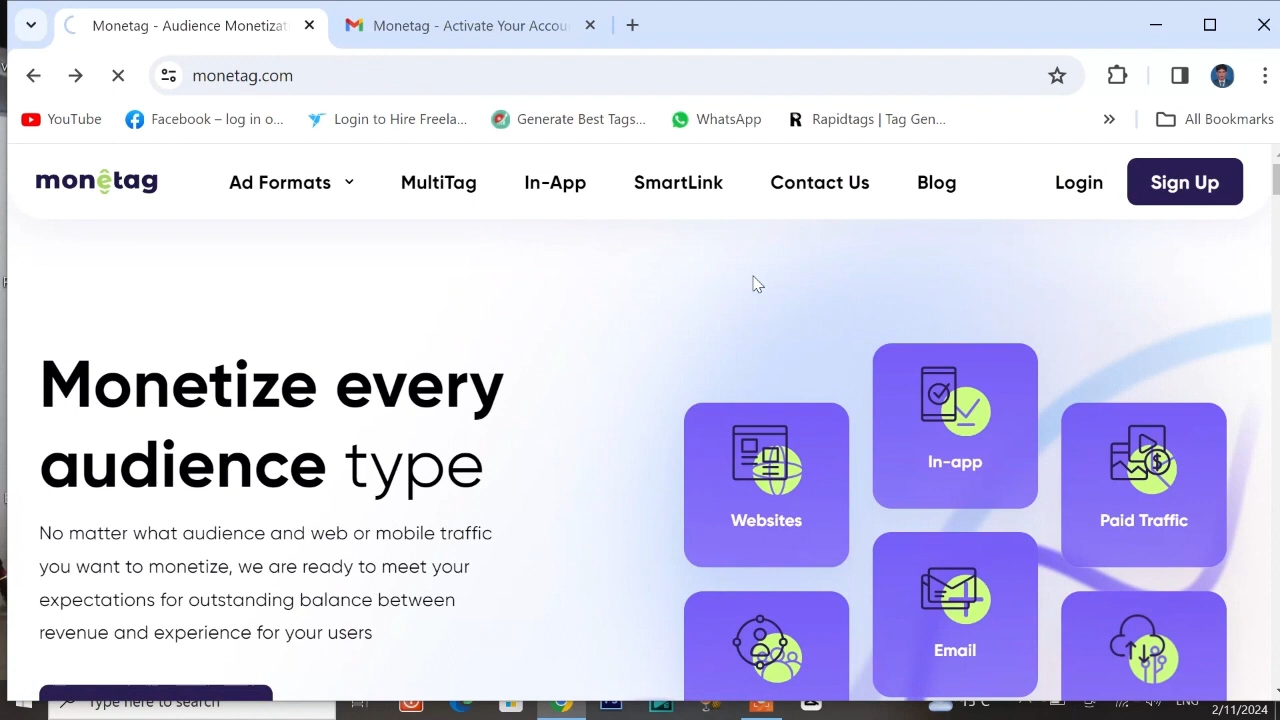 Monetag - Audience Monetizat
Monetag - Activate Your Accou
monetag.com
YouTube
Facebook – log in o...
Login to Hire Freela...
Generate Best Tags...
WhatsApp
Rapidtags | Tag Gen...
All Bookmarks
monetag
Ad Formats
MultiTag
In-App
SmartLink
Contact Us
Blog
Login
Sign Up
Monetize every
audience type
No matter what audience and web or mobile traffic
you want to monetize, we are ready to meet your
expectations for outstanding balance between
revenue and experience for your users
Websites
In-app
Paid Traffic
Email
Type here to search
2/11/2024